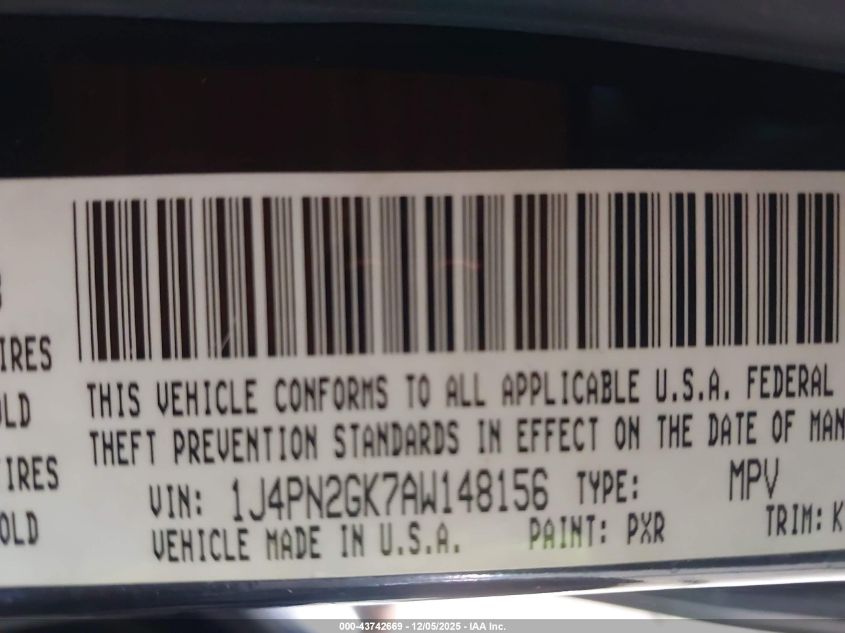 IRES
OLD
IRES
OLD
THIS VEHICLE CONFORMS TO ALL APPLICABLE U.S.A. FEDERAL
THEFT PREVENTION STANDARDS IN EFFECT ON THE DATE OF MAN
VIN: 1J4PN2GK7AW148156 TYPE: MPV
VEHICLE MADE IN U.S.A. PAINT: PXR TRIM: K
000-43742669 - 12/05/2025 - IAA Inc.